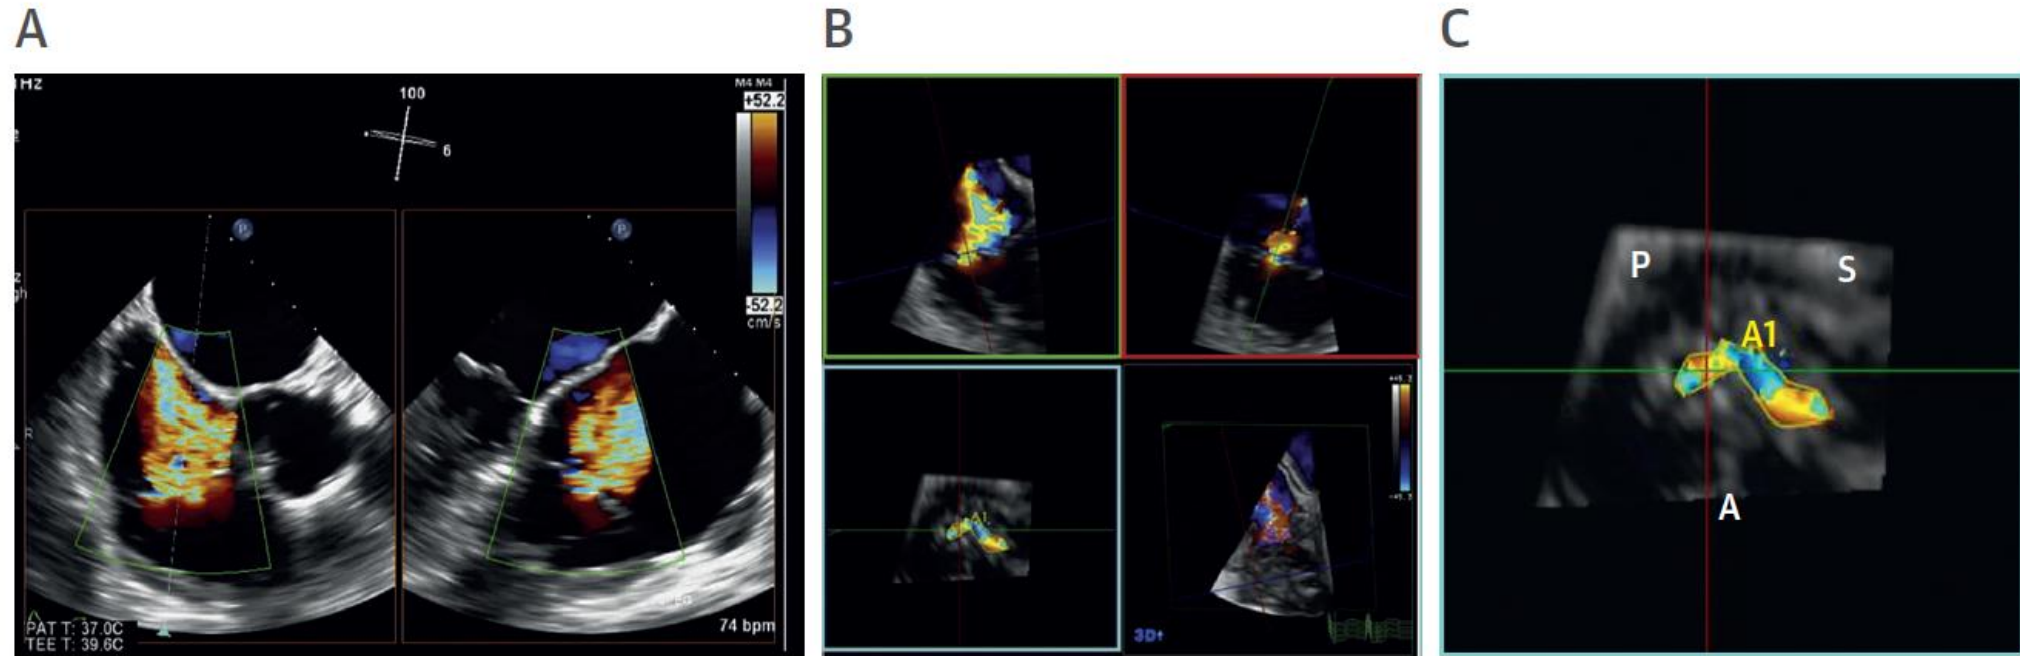 A
B
C
1Hz
M4 M4
+52.2
100
6
P
P
-52.2
cm/s
R
PAT T: 37.0C
TEE T: 39.6C
74 bpm
A1
3D
P
S
A1
A